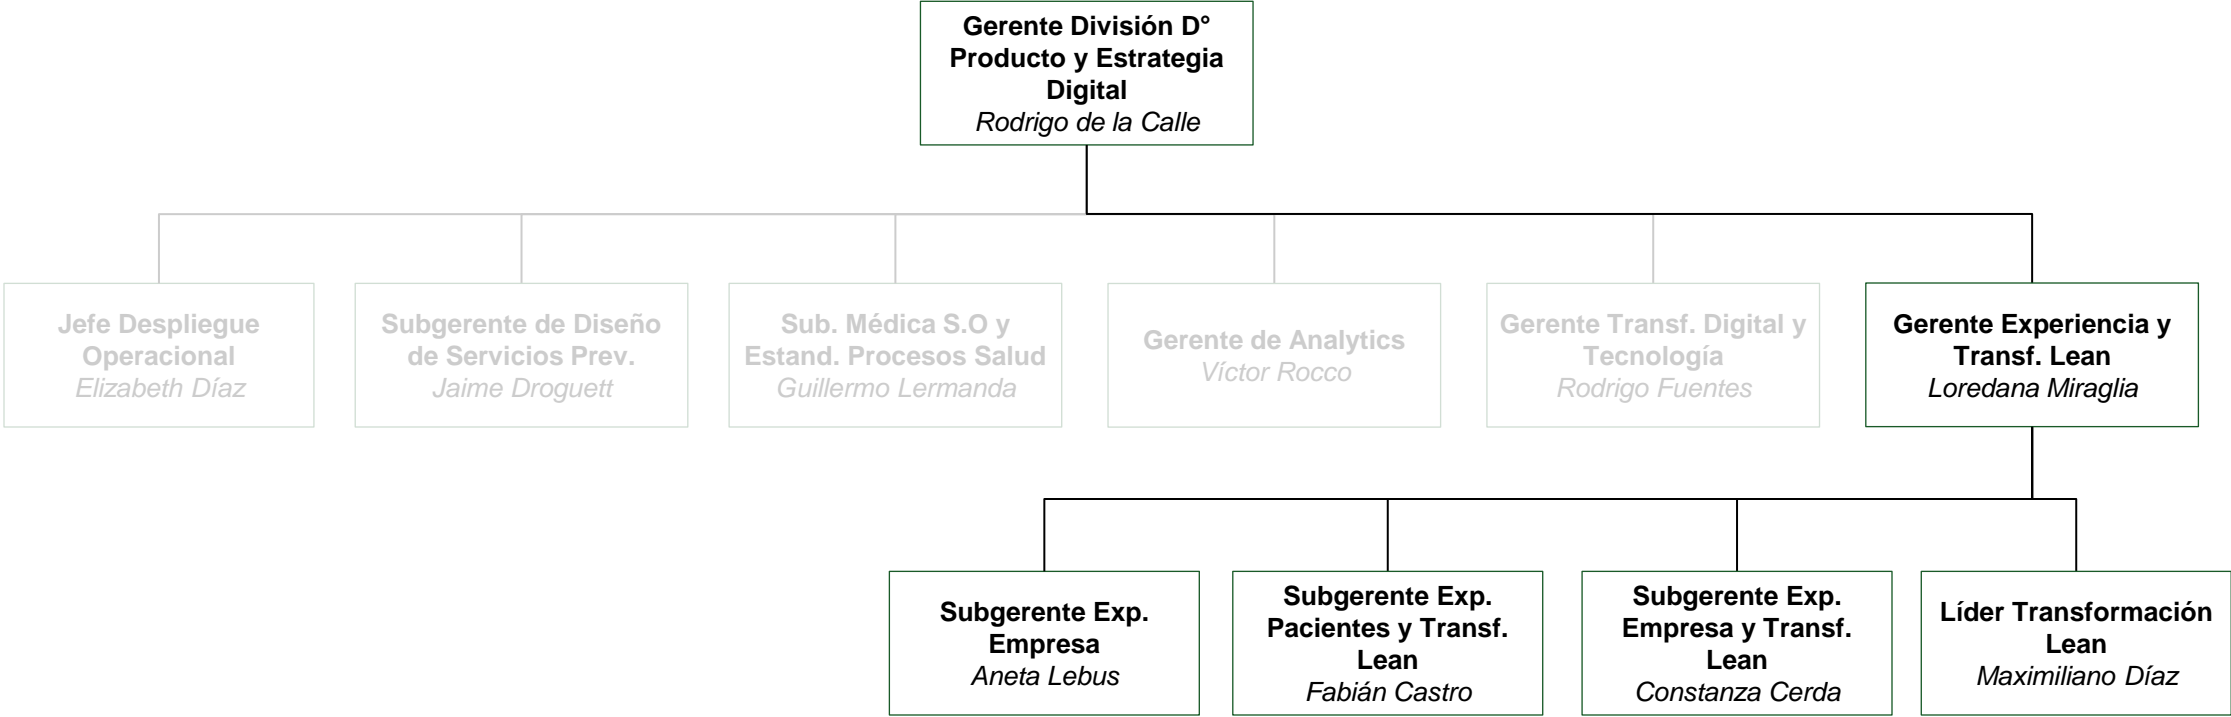 Gerente División D°
Producto y Estrategia
Digital
Rodrigo de la Calle
Jefe Despliegue
Operacional
Elizabeth Díaz
Subgerente de Diseño
de Servicios Prev.
Jaime Droguett
Sub. Médica S.O y
Estand. Procesos Salud
Guillermo Lermanda
Gerente de Analytics
Víctor Rocco
Gerente Transf. Digital y
Tecnología
Rodrigo Fuentes
Gerente Experiencia y
Transf. Lean
Loredana Miraglia
Subgerente Exp.
Empresa
Aneta Lebus
Subgerente Exp.
Pacientes y Transf.
Lean
Fabián Castro
Subgerente Exp.
Empresa y Transf.
Lean
Constanza Cerda
Líder Transformación
Lean
Maximiliano Díaz